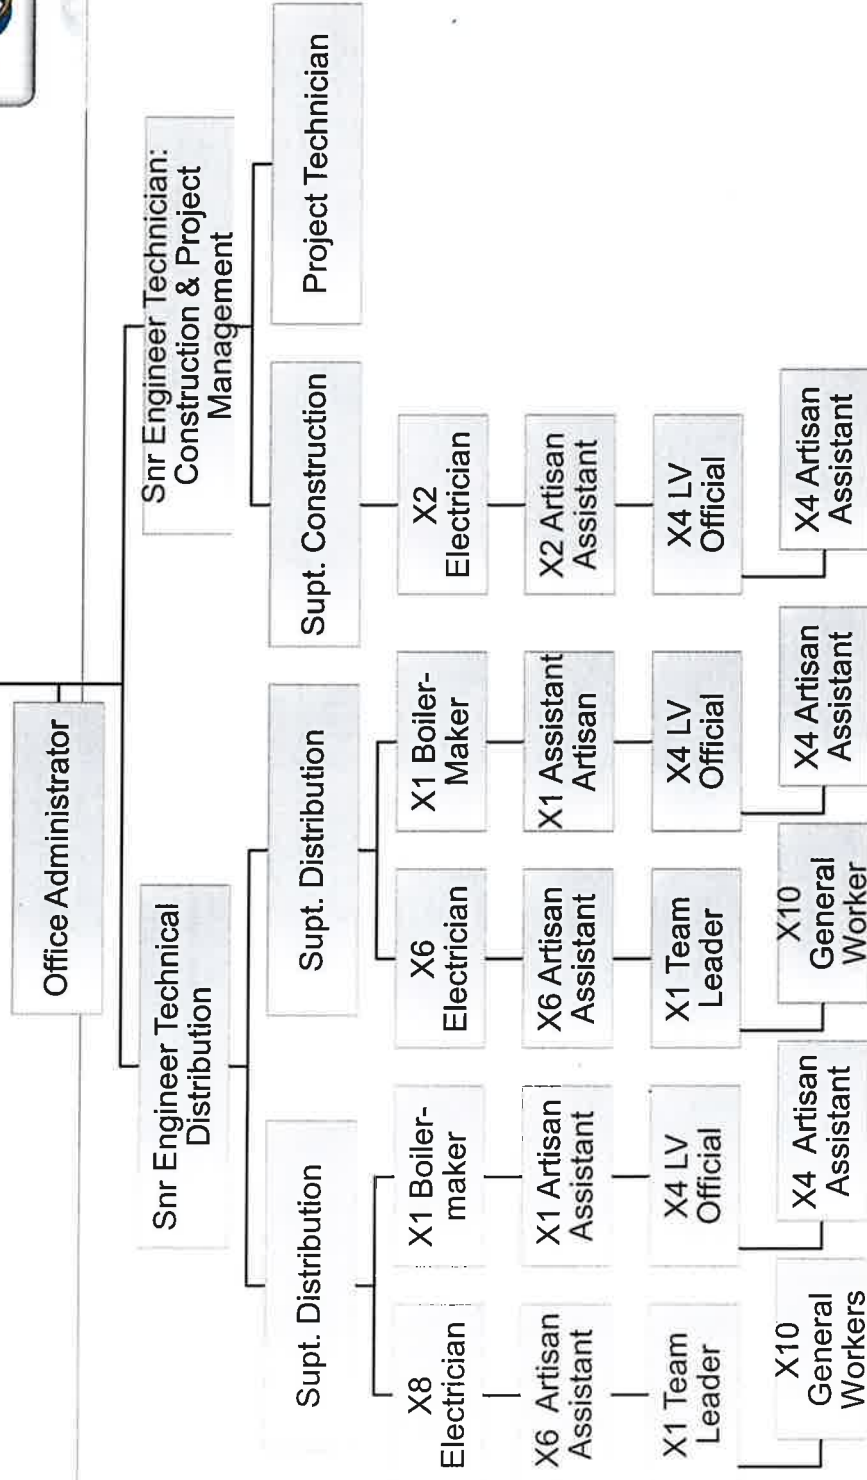 Office Administrator
Snr Engineer Technical
Distribution
Snr Engineer Technician:
Construction & Project
Management
Supt. Distribution
Supt. Distribution
Supt. Construction
Project Technician
X8
Electrician
X1 Boiler-
maker
X6
Electrician
X1 Boiler-
Maker
X2
Electrician
X6 Artisan
Assistant
X1 Artisan
Assistant
X6 Artisan
Assistant
X1 Assistant
Artisan
X2 Artisan
Assistant
X1 Team
Leader
X4 LV
Official
X1 Team
Leader
X4 LV
Official
X4 LV
Official
X10
General
Workers
X4 Artisan
Assistant
X10
General
Worker
X4 Artisan
Assistant
X4 Artisan
Assistant